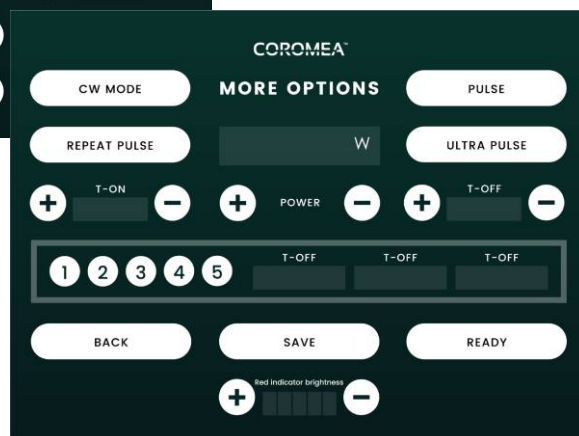 COROMEA™
CW MODE
MORE OPTIONS
PULSE
REPEAT PULSE
W
ULTRA PULSE
+ T-ON −
+ POWER −
+ T-OFF −
1 2 3 4 5
T-OFF T-OFF T-OFF
BACK
SAVE
READY
Red indicator brightness
+ −